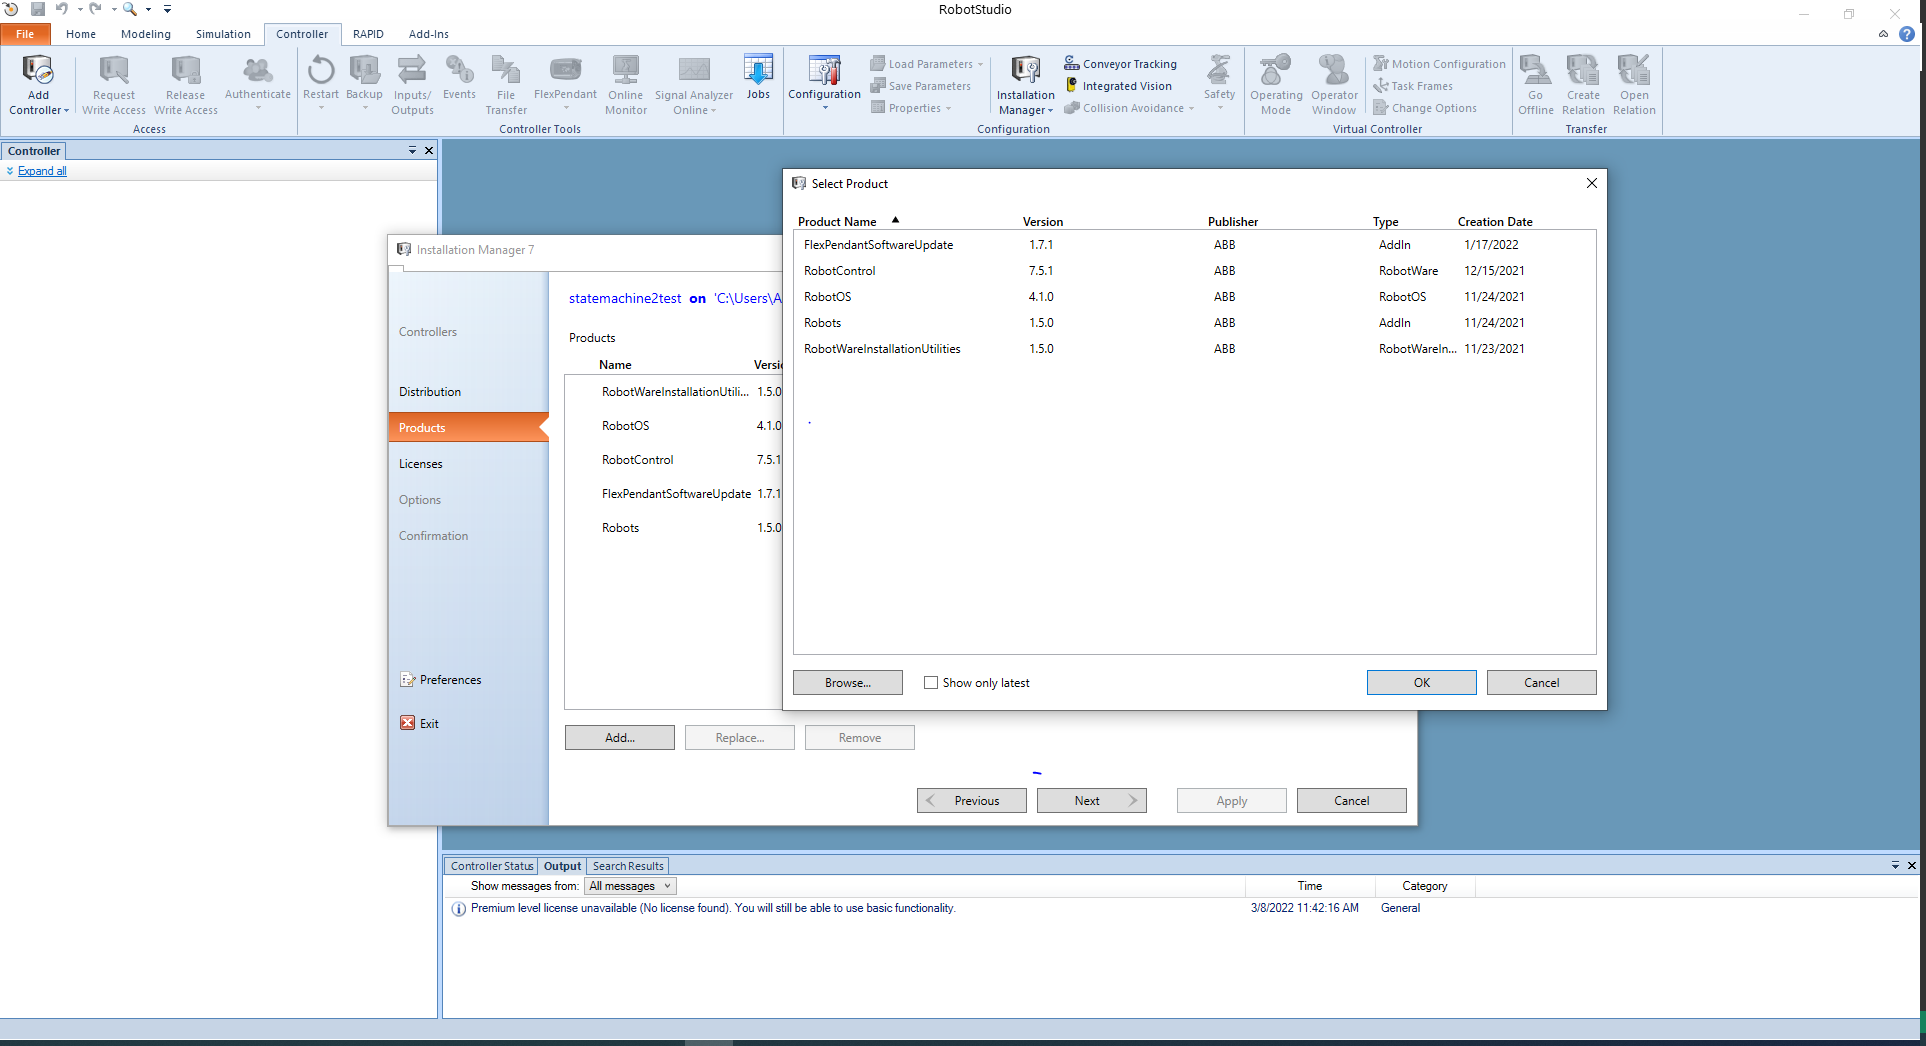 RobotStudio
File Home Modeling Simulation Controller RAPID Add-Ins
Add Controller
Request Write Access
Release Write Access
Authenticate
Access
Restart
Backup
Inputs/ Outputs
Events
File Transfer
FlexPendant
Online Monitor
Signal Analyzer Online
Jobs
Controller Tools
Configuration
Load Parameters
Save Parameters
Properties
Installation Manager
Conveyor Tracking
Integrated Vision
Collision Avoidance
Safety
Configuration
Operating Mode
Operator Window
Motion Configuration
Task Frames
Change Options
Virtual Controller
Go Offline
Create Relation
Open Relation
Transfer
Controller
Expand all
Installation Manager 7
Controllers
Distribution
Products
Licenses
Options
Confirmation
Preferences
Exit
statemachine2test on 'C:\Users\A
Products
Name Versi
RobotWareInstallationUtili... 1.5.0
RobotOS 4.1.0
RobotControl 7.5.1
FlexPendantSoftwareUpdate 1.7.1
Robots 1.5.0
Add... Replace... Remove
Previous Next Apply Cancel
Select Product
Product Name Version Publisher Type Creation Date
FlexPendantSoftwareUpdate 1.7.1 ABB AddIn 1/17/2022
RobotControl 7.5.1 ABB RobotWare 12/15/2021
RobotOS 4.1.0 ABB RobotOS 11/24/2021
Robots 1.5.0 ABB AddIn 11/24/2021
RobotWareInstallationUtilities 1.5.0 ABB RobotWareIn... 11/23/2021
Browse... Show only latest OK Cancel
Controller Status Output Search Results
Show messages from: All messages Time Category
Premium level license unavailable (No license found). You will still be able to use basic functionality. 3/8/2022 11:42:16 AM General